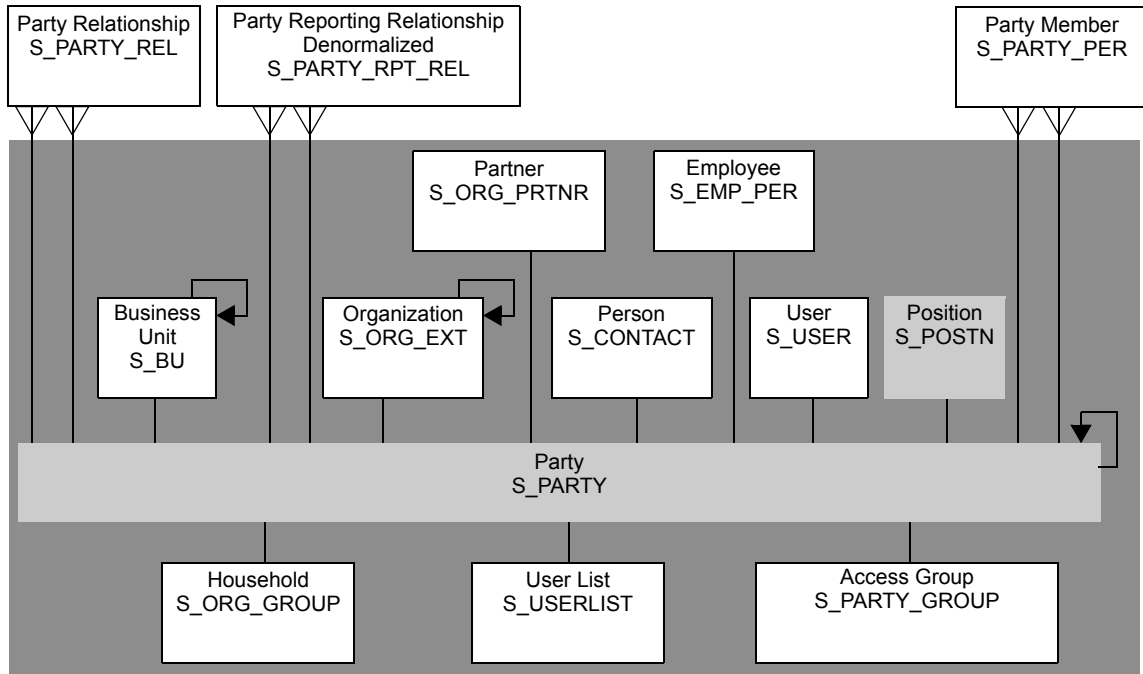 Party Relationship
S_PARTY_REL
Party Reporting Relationship
Denormalized
S_PARTY_RPT_REL
Party Member
S_PARTY_PER
Partner
S_ORG_PRTNR
Employee
S_EMP_PER
Business
Unit
S_BU
Organization
S_ORG_EXT
Person
S_CONTACT
User
S_USER
Position
S_POSTN
Party
S_PARTY
Household
S_ORG_GROUP
User List
S_USERLIST
Access Group
S_PARTY_GROUP